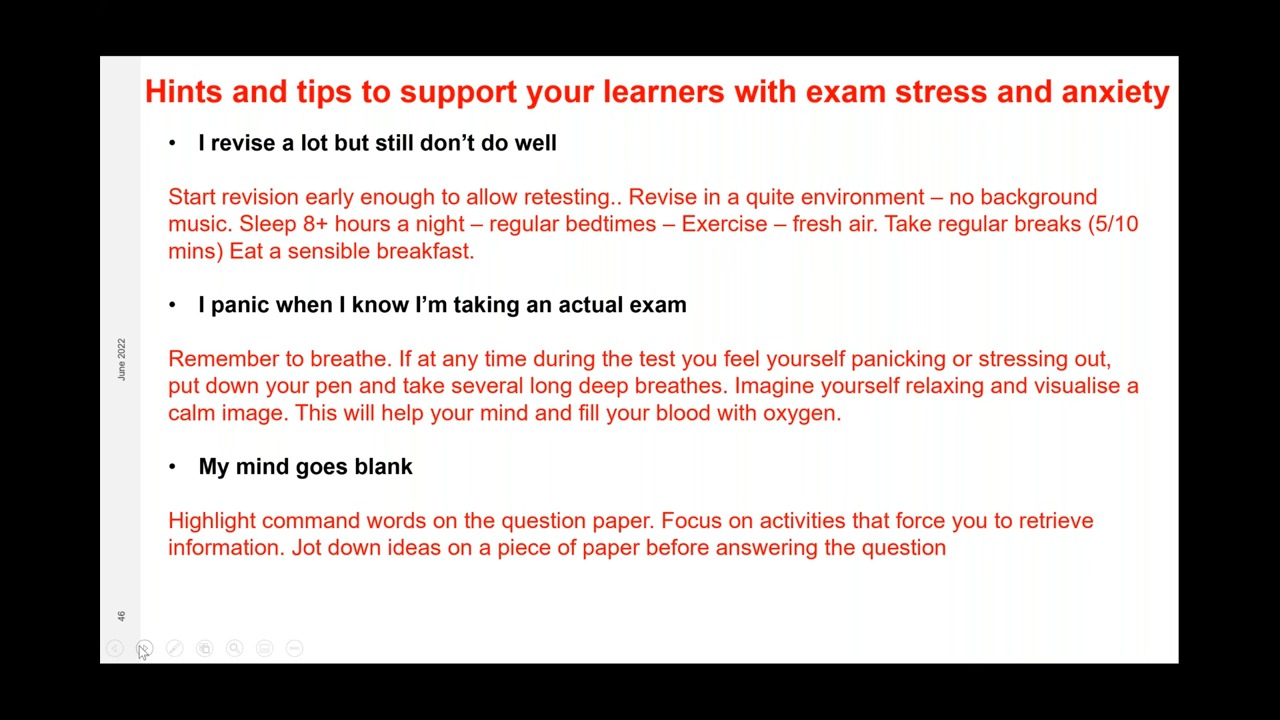 Hints and tips to support your learners with exam stress and anxiety
• I revise a lot but still don't do well
Start revision early enough to allow retesting.. Revise in a quite environment – no background
music. Sleep 8+ hours a night – regular bedtimes – Exercise – fresh air. Take regular breaks (5/10
mins) Eat a sensible breakfast.
• I panic when I know I'm taking an actual exam
Remember to breathe. If at any time during the test you feel yourself panicking or stressing out,
put down your pen and take several long deep breathes. Imagine yourself relaxing and visualise a
calm image. This will help your mind and fill your blood with oxygen.
• My mind goes blank
Highlight command words on the question paper. Focus on activities that force you to retrieve
information. Jot down ideas on a piece of paper before answering the question
June 2022
46